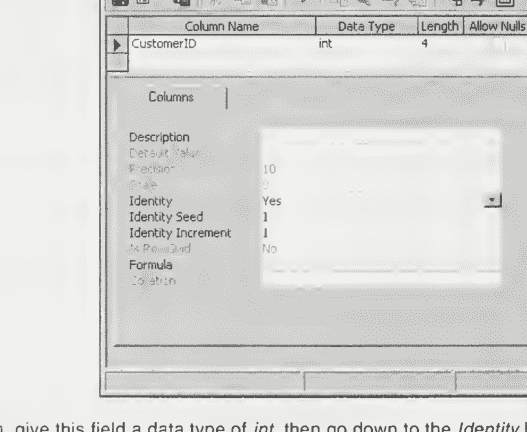 Column Name Data Type Length Allow Nulls
CustomerID int 4
Columns
Description
Default Value
Precision 10
Scale 0
Identity Yes
Identity Seed 1
Identity Increment 1
Is RowGuid No
Formula
Collation
give this field a data type of int, then go down to the Identity